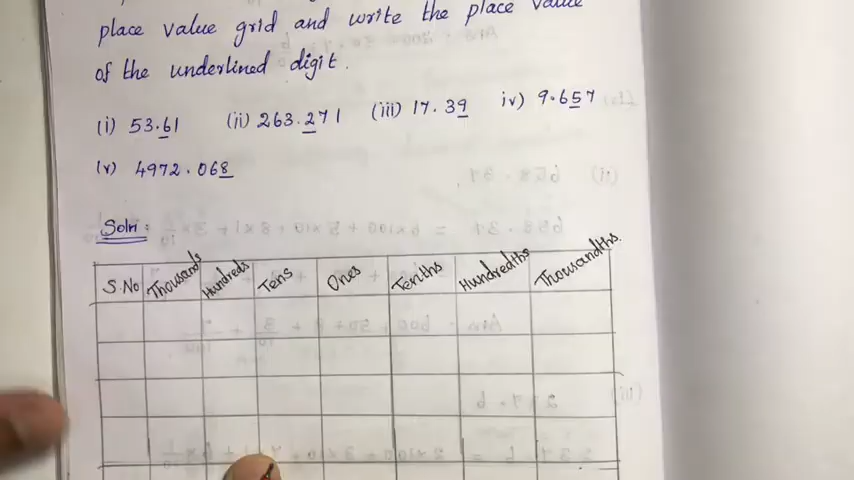 place value grid and write the place value
of the underlined digit.
(i) 53.61 (ii) 263.271 (iii) 17.39 iv) 9.657
(v) 4972.068
Soln:
S.No Thousands Hundreds Tens Ones Tenths Hundredths Thousandths.